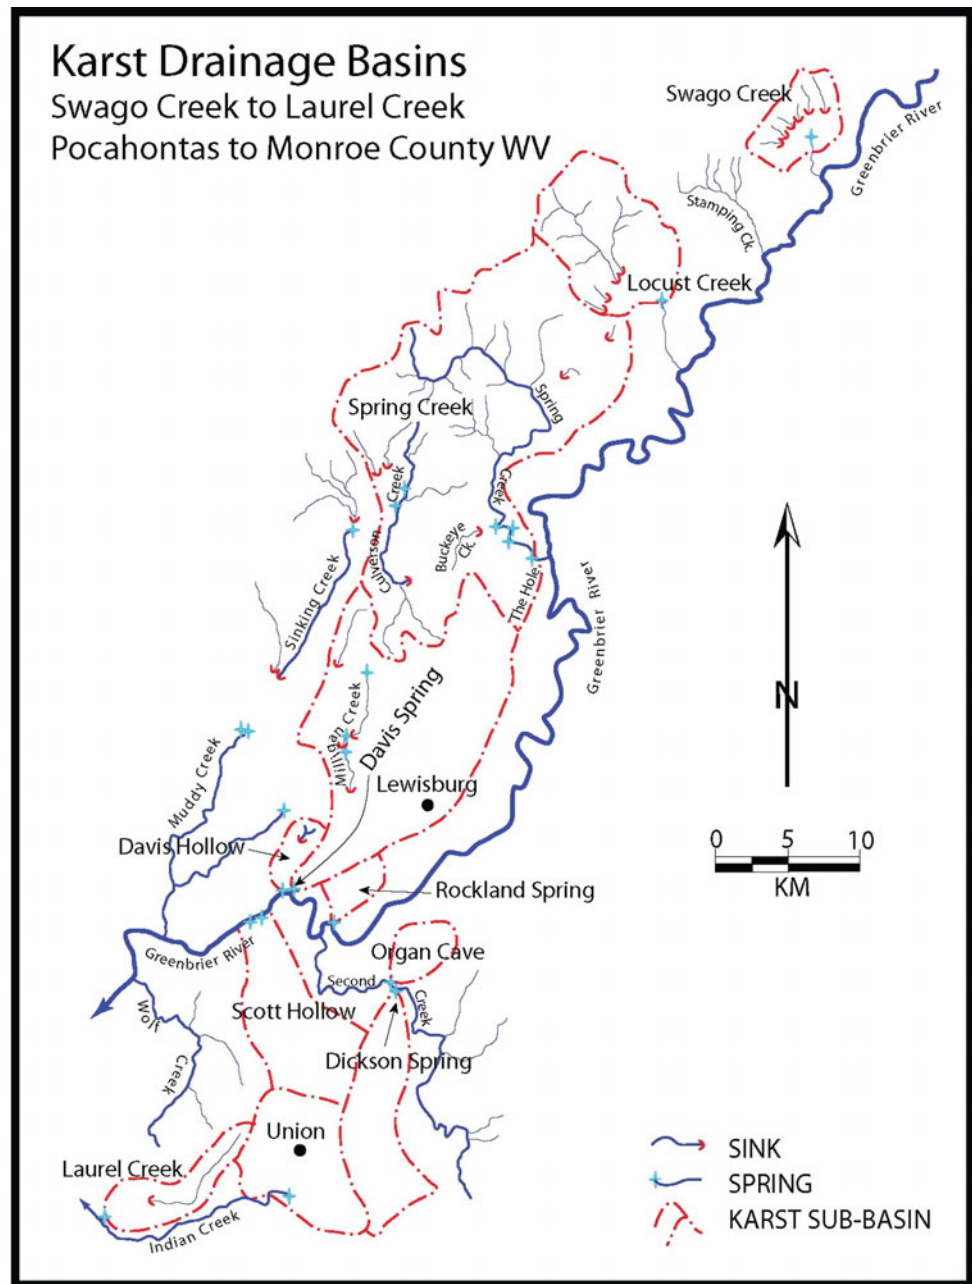 Karst Drainage Basins
Swago Creek to Laurel Creek
Pocahontas to Monroe County WV
Swago Creek
Greenbrier River
Stamping Ck.
Locust Creek
Spring Creek
Spring
Creek
Culverson
Creek
Buckeye
Ck.
Sinking Creek
The Hole
Greenbrier River
N
Milligan Creek
Davis Spring
Muddy Creek
Lewisburg
0 5 10
KM
Davis Hollow
Rockland Spring
Greenbrier River
Organ Cave
Second
Creek
Wolf
Creek
Scott Hollow
Dickson Spring
Union
Laurel Creek
Indian Creek
SINK
SPRING
KARST SUB-BASIN